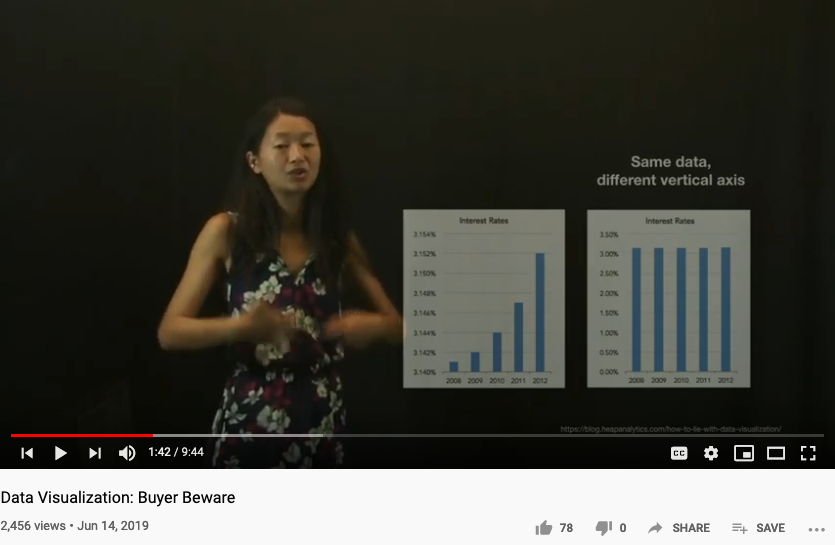 Same data,
different vertical axis
Interest Rates
3.154%
3.152%
3.150%
3.148%
3.146%
3.144%
3.142%
3.140%
2008 2009 2010 2011 2012
Interest Rates
3.50%
3.00%
2.50%
2.00%
1.50%
1.00%
0.50%
0.00%
2008 2009 2010 2011 2012
https://blog.heapanalytics.com/how-to-lie-with-data-visualization/
1:42 / 9:44
CC
Data Visualization: Buyer Beware
2,456 views • Jun 14, 2019
78 0 SHARE SAVE